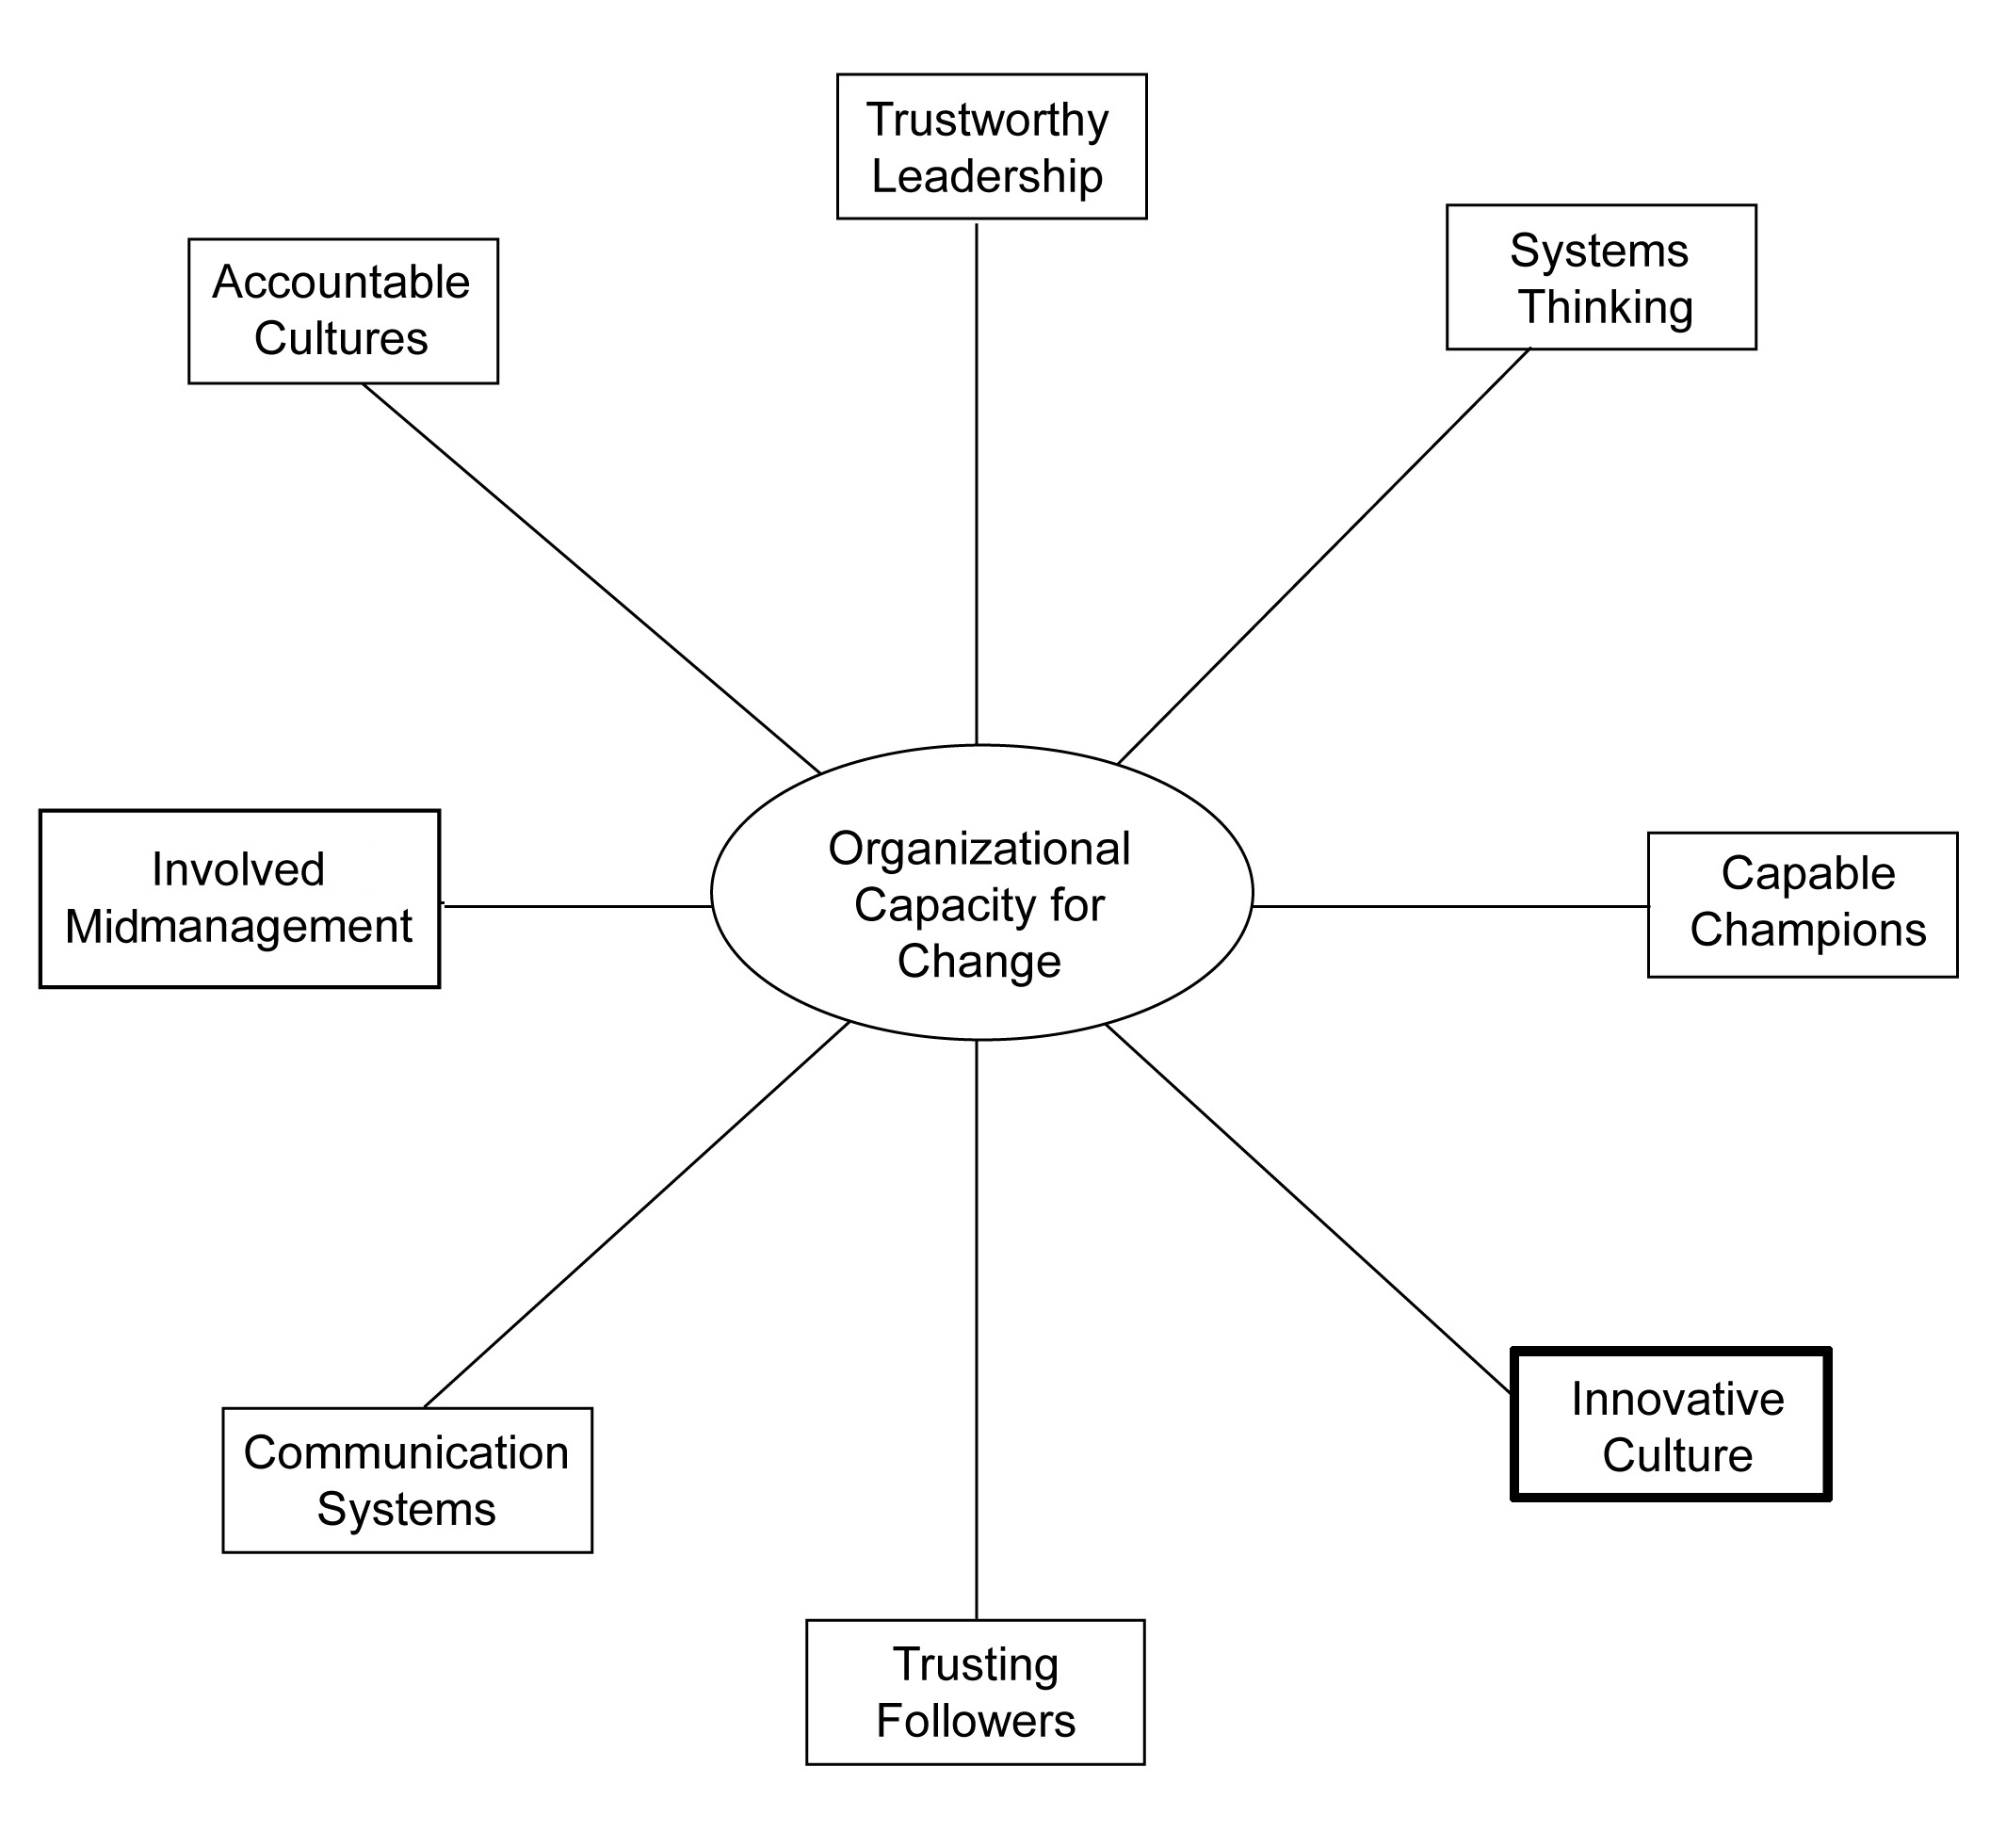 Trustworthy
Leadership
Systems
Thinking
Accountable
Cultures
Organizational
Capacity for
Change
Involved
Midmanagement
Capable
Champions
Innovative
Culture
Communication
Systems
Trusting
Followers